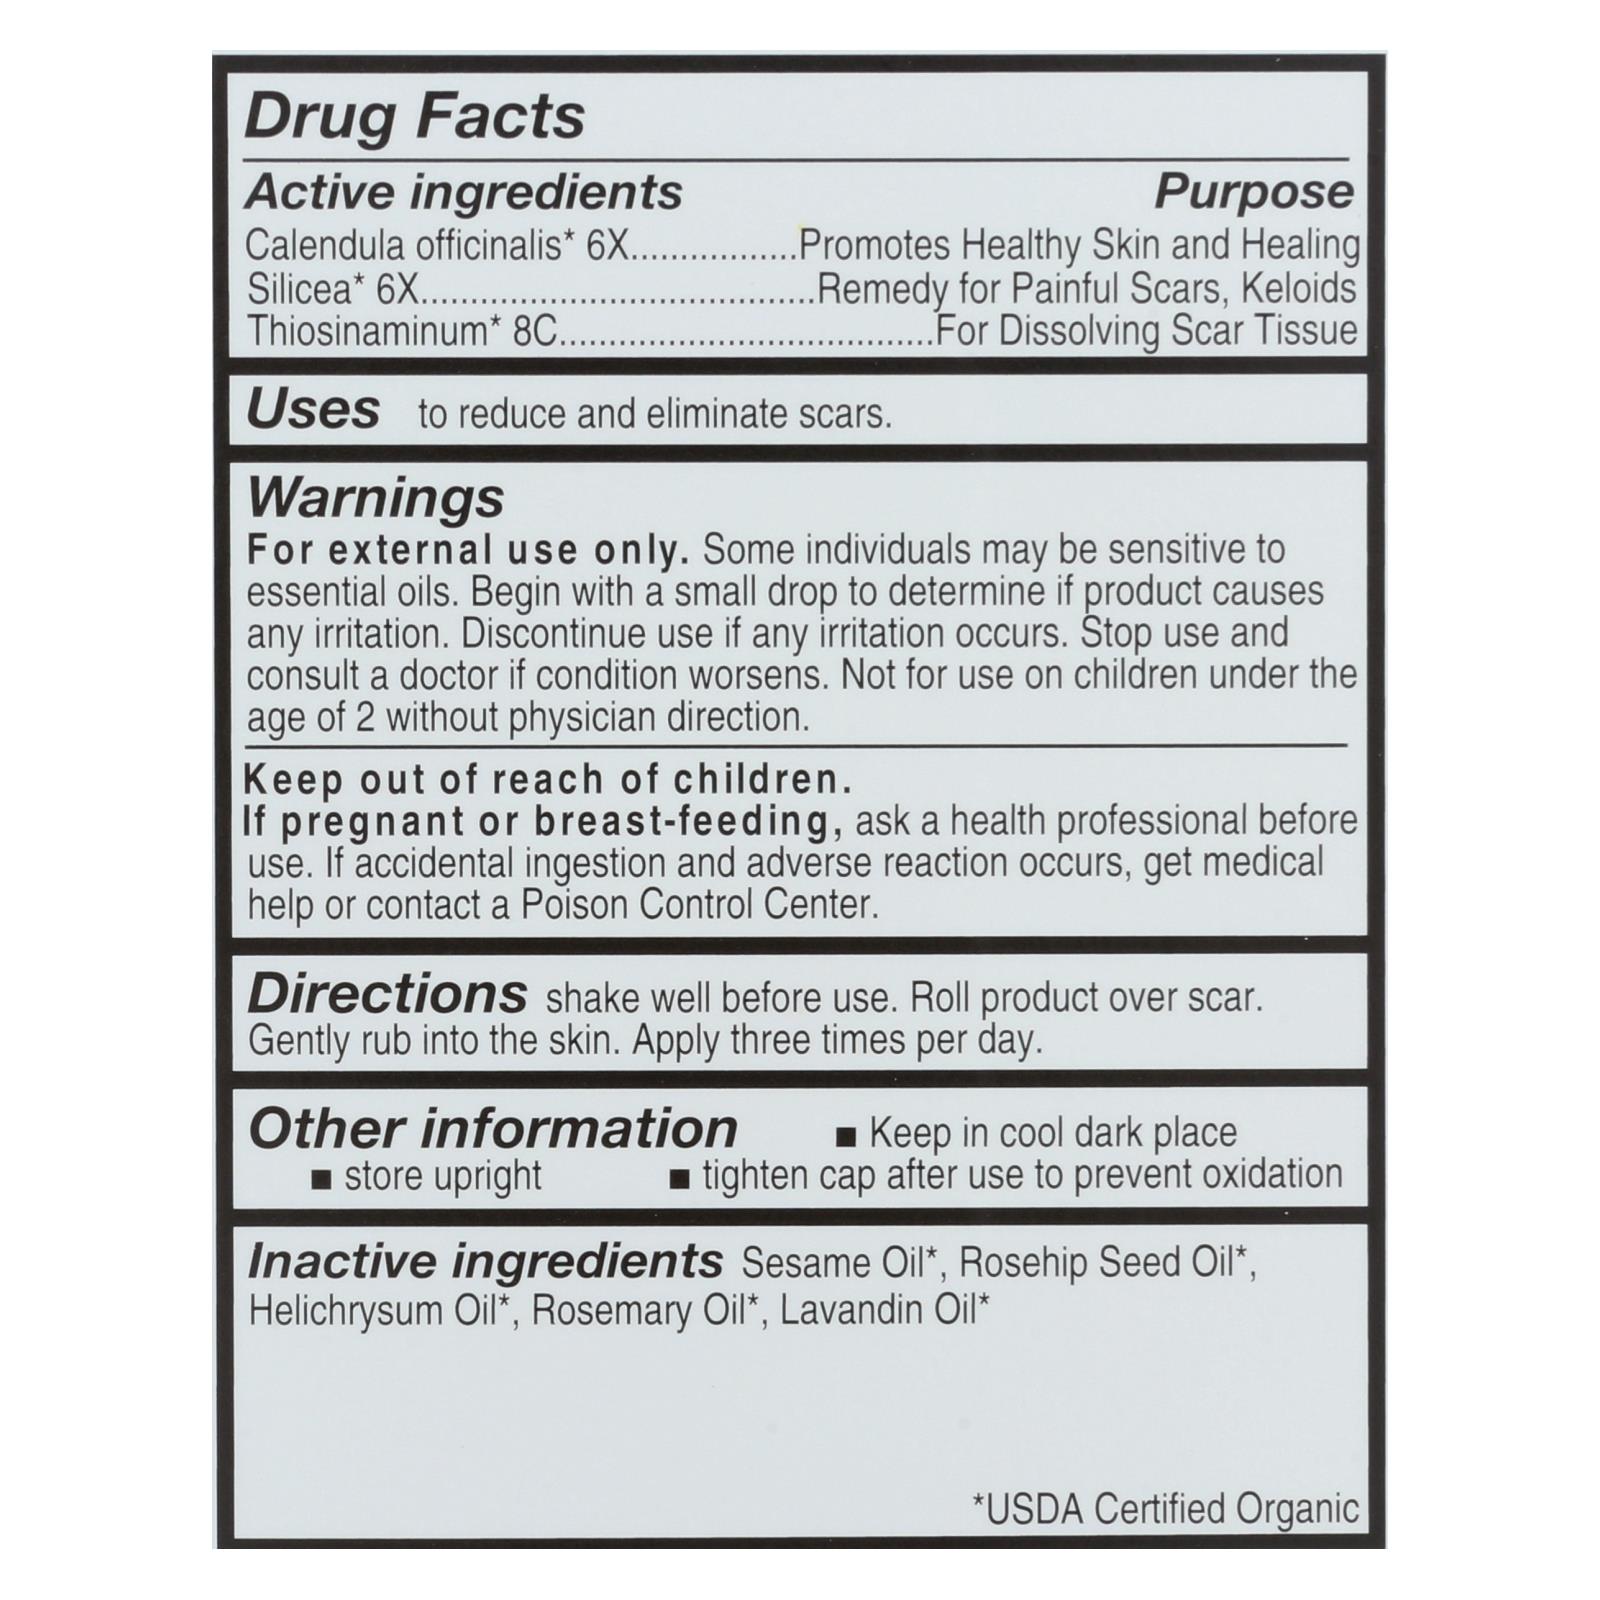 Drug Facts
Active ingredients Purpose
Calendula officinalis* 6X.................Promotes Healthy Skin and Healing
Silicea* 6X........................................Remedy for Painful Scars, Keloids
Thiosinaminum* 8C......................................For Dissolving Scar Tissue
Uses to reduce and eliminate scars.
Warnings
For external use only. Some individuals may be sensitive to
essential oils. Begin with a small drop to determine if product causes
any irritation. Discontinue use if any irritation occurs. Stop use and
consult a doctor if condition worsens. Not for use on children under the
age of 2 without physician direction.
Keep out of reach of children.
If pregnant or breast-feeding, ask a health professional before
use. If accidental ingestion and adverse reaction occurs, get medical
help or contact a Poison Control Center.
Directions shake well before use. Roll product over scar.
Gently rub into the skin. Apply three times per day.
Other information ■ Keep in cool dark place
■ store upright ■ tighten cap after use to prevent oxidation
Inactive ingredients Sesame Oil*, Rosehip Seed Oil*,
Helichrysum Oil*, Rosemary Oil*, Lavandin Oil*
*USDA Certified Organic